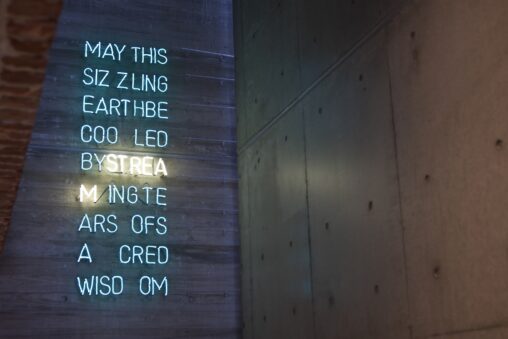 MAY THIS
SIZ ZLING
EARTHBE
COO LED
BYSTREA
M/INGTE
ARS OFS
A CRED
WISD OM